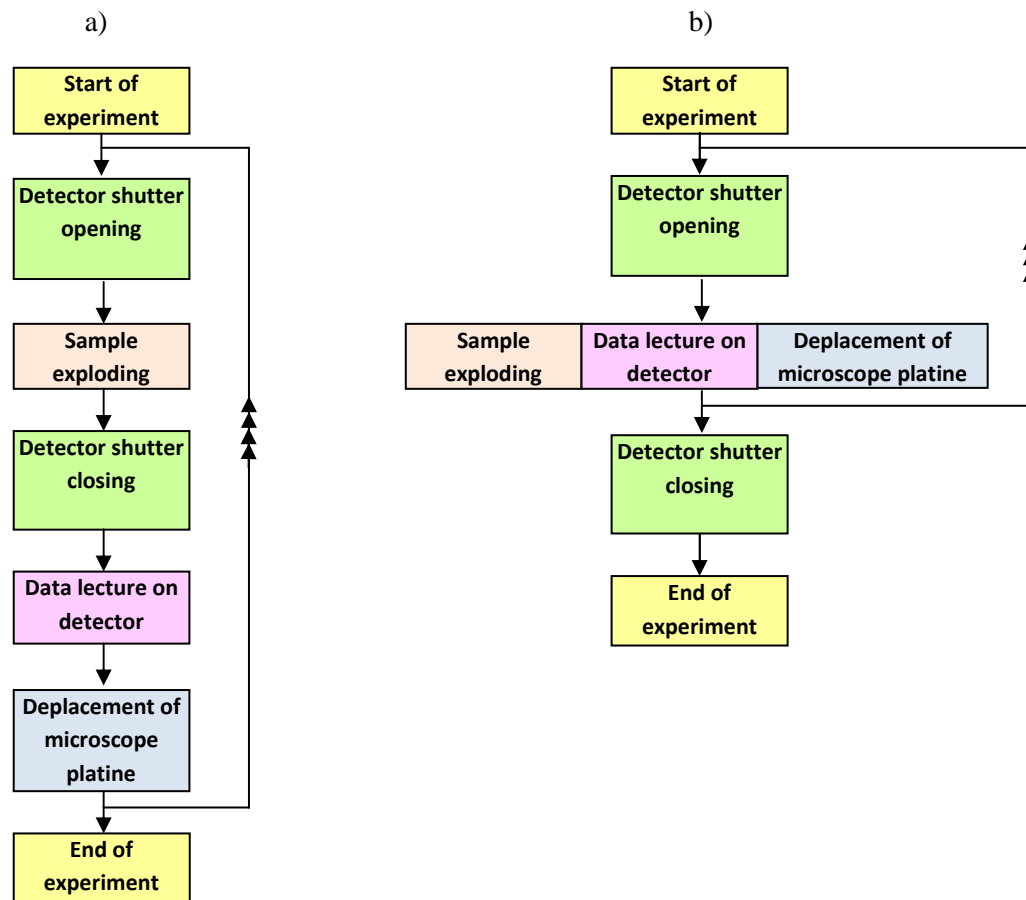 a)
Start of
experiment
Detector shutter
opening
Sample
exploding
Detector shutter
closing
Data lecture on
detector
Deplacement of
microscope
platine
End of
experiment
b)
Start of
experiment
Detector shutter
opening
Sample
exploding
Data lecture on
detector
Deplacement of
microscope platine
Detector shutter
closing
End of
experiment